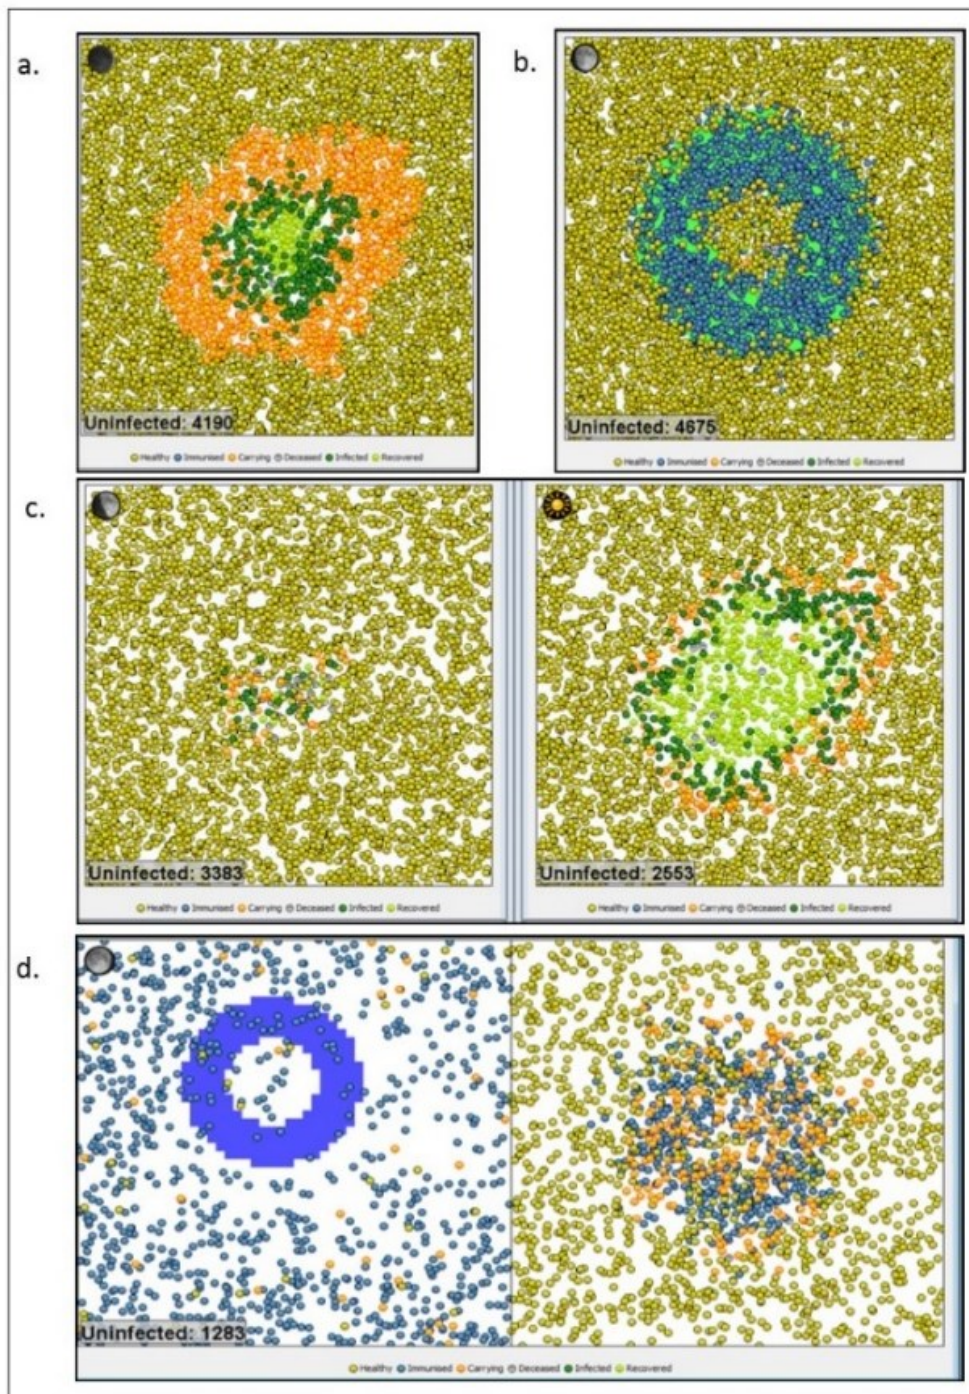 a.
b.
Uninfected: 4190
Healthy Immunised Carrying Deceased Infected Recovered
Uninfected: 4675
Healthy Immunised Carrying Deceased Infected Recovered
c.
Uninfected: 3383
Healthy Immunised Carrying Deceased Infected Recovered
Uninfected: 2553
Healthy Immunised Carrying Deceased Infected Recovered
d.
Uninfected: 1283
Healthy Immunised Carrying Deceased Infected Recovered